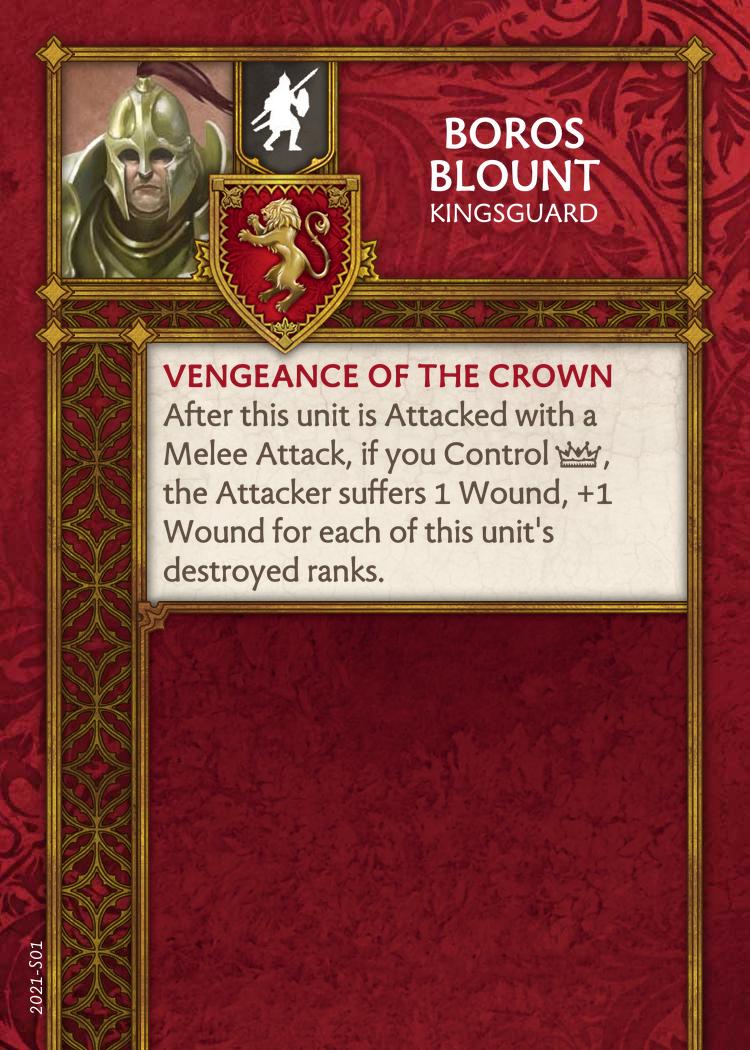 BOROS
BLOUNT
KINGSGUARD
VENGEANCE OF THE CROWN
After this unit is Attacked with a
Melee Attack, if you Control ,
the Attacker suffers 1 Wound, +1
Wound for each of this unit's
destroyed ranks.
2021-S01